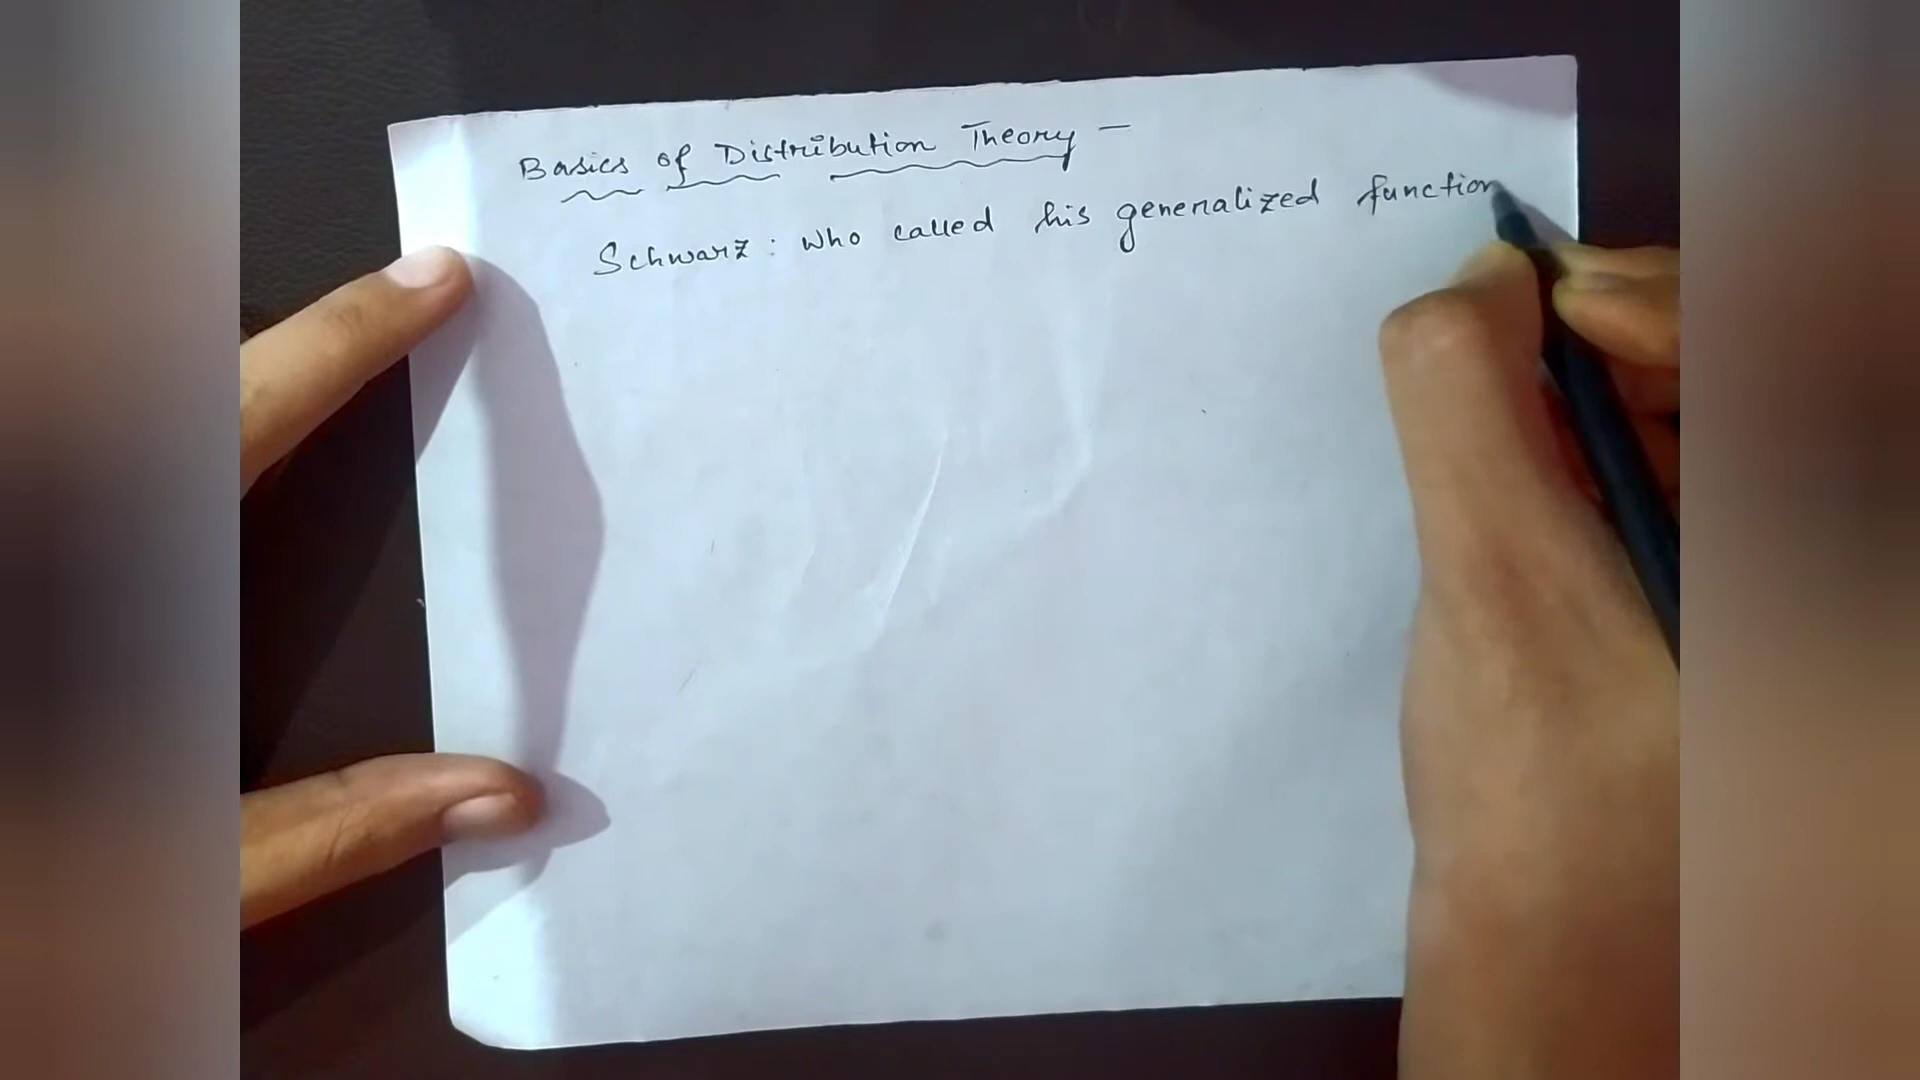 Basics of Distribution Theory —
Schwarz : Who called his generalized function